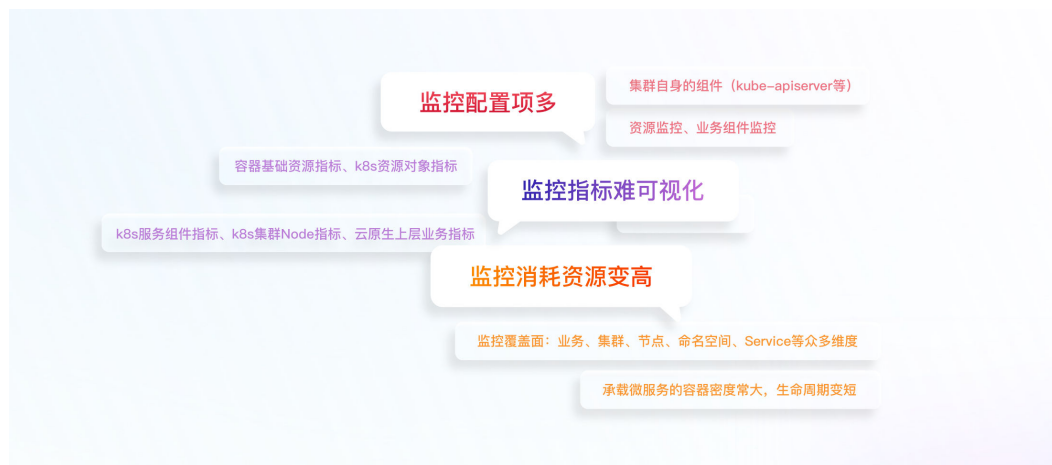 监控配置项多
集群自身的组件（kube-apiserver等）
资源监控、业务组件监控
容器基础资源指标、k8s资源对象指标
监控指标难可视化
k8s服务组件指标、k8s集群Node指标、云原生上层业务指标
监控消耗资源变高
监控覆盖面：业务、集群、节点、命名空间、Service等众多维度
承载微服务的容器密度常大，生命周期变短